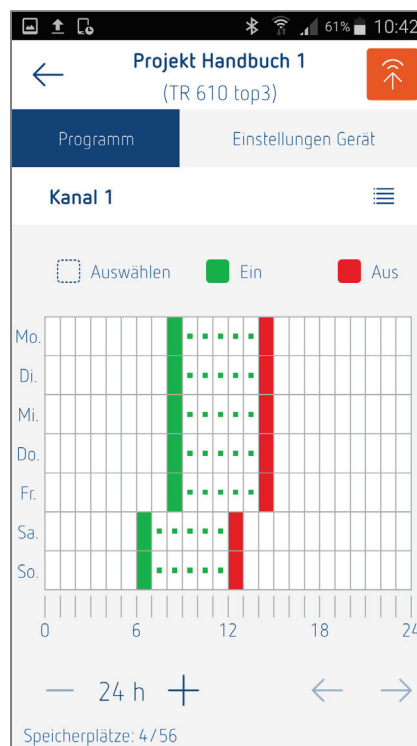 61% 10:42
Projekt Handbuch 1
(TR 610 top3)
Programm Einstellungen Gerät
Kanal 1
Auswählen Ein Aus
Mo.
Di.
Mi.
Do.
Fr.
Sa.
So.
0 6 12 18 24
24 h
Speicherplätze: 4/56